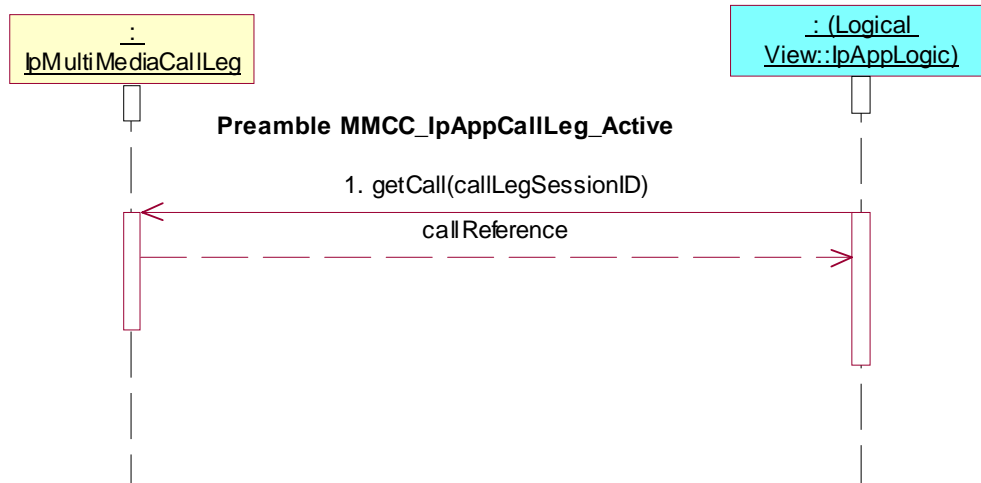 :
IpMultiMediaCallLeg
: (Logical
View::IpAppLogic)
Preamble MMCC_IpAppCallLeg_Active
1. getCall(callLegSessionID)
callReference